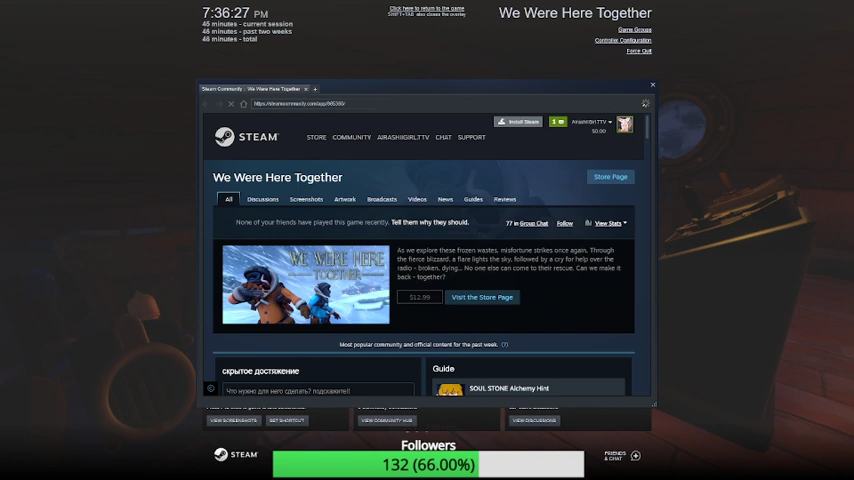 7:36:27 PM
45 minutes - current session
46 minutes - past two weeks
46 minutes - total
Click here to return to the game
SHIFT+TAB also closes the overlay
We Were Here Together
Game Groups
Controller Configuration
Force Quit
Steam Community :: We Were Here Together
https://steamcommunity.com/app/865360/
STEAM
Install Steam
1
$0.00
STORE COMMUNITY AIRASHIIGIRLTTV CHAT SUPPORT
We Were Here Together
Store Page
All Discussions Screenshots Artwork Broadcasts Videos News Guides Reviews
None of your friends have played this game recently. Tell them why they should.
77 in Group Chat Follow View Stats
WE WERE HERE
TOGETHER
As we explore these frozen wastes, misfortune strikes once again. Through
the fierce blizzard, a flare lights the sky, followed by a cry for help over the
radio - broken, dying... No one else can come to their rescue. Can we make it
back - together?
$12.99 Visit the Store Page
Most popular community and official content for the past week. (?)
скрытое достяжение
Что нужно для него сделать? подскажите!!
Guide
SOUL STONE Alchemy Hint
VIEW SCREENSHOTS
VIEW COMMUNITY HUB
VIEW DISCUSSIONS
Followers
STEAM
132 (66.00%)
FRIENDS
& CHAT